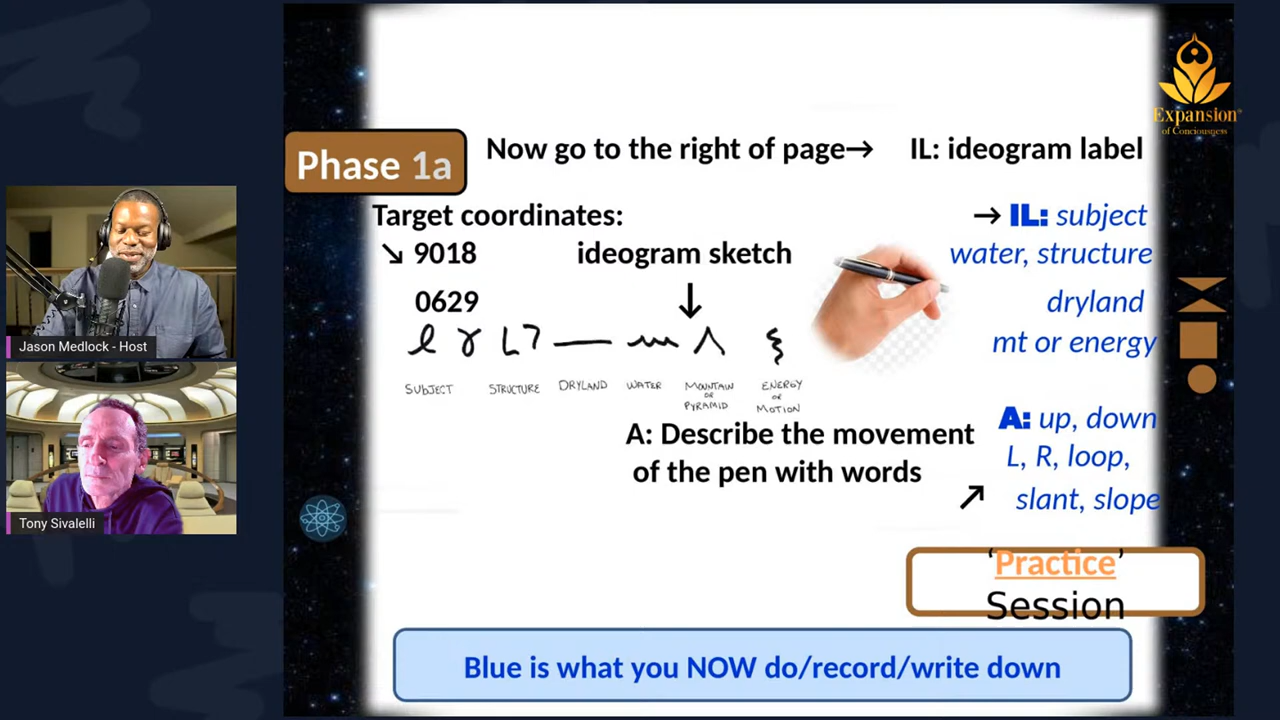 Expansion
of Conciousness
Phase 1a
Now go to the right of page→ IL: ideogram label
Target coordinates:
→ IL: subject
↘ 9018 ideogram sketch
water, structure
0629
↓
dryland
mt or energy
SUBJECT STRUCTURE DRYLAND WATER MOUNTAIN OR PYRAMID ENERGY OR MOTION
A: Describe the movement
of the pen with words
A: up, down
L, R, loop,
↗ slant, slope
‘Practice’
Session
Blue is what you NOW do/record/write down
Jason Medlock - Host
Tony Sivalelli